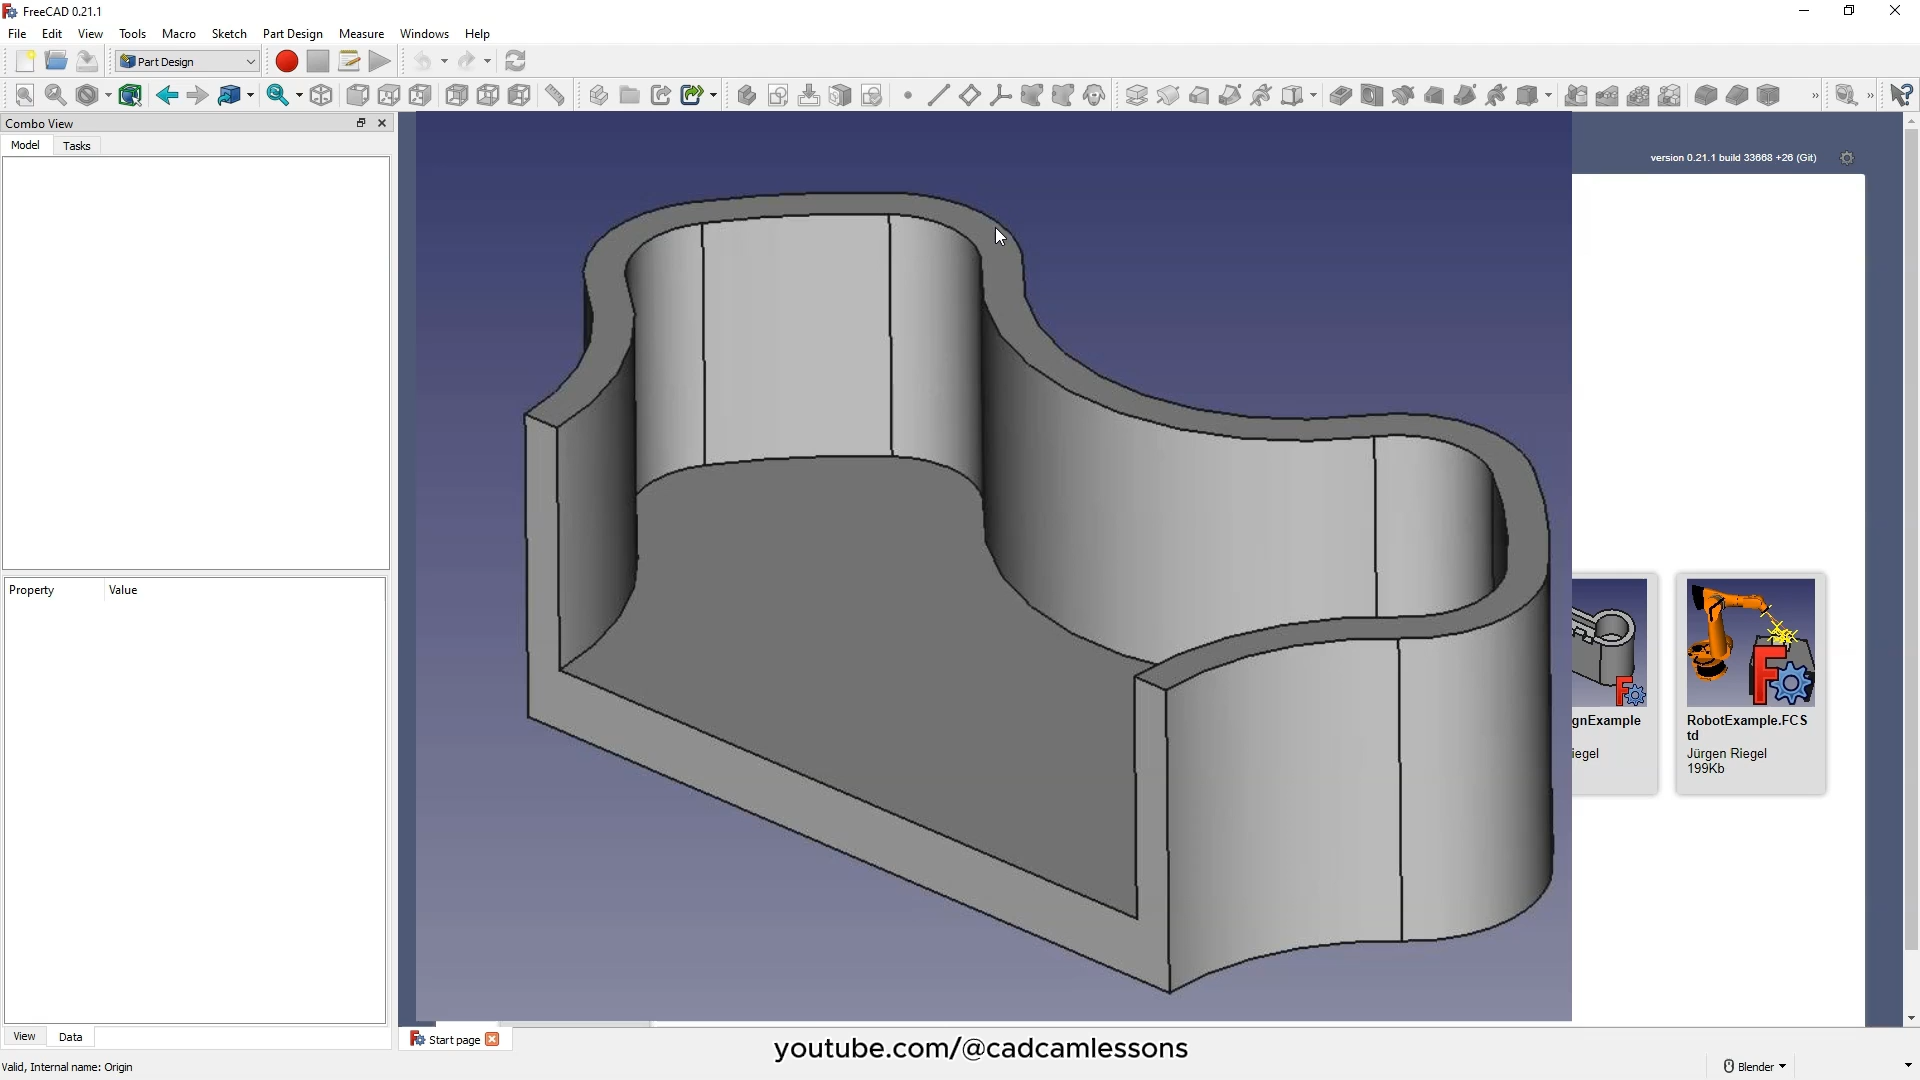 FreeCAD 0.21.1
File Edit View Tools Macro Sketch Part Design Measure Windows Help
Part Design
Combo View
Model Tasks
version 0.21.1 build 33668 +26 (Git)
Property Value
gnExample
iegel
RobotExample.FCS
td
Jürgen Riegel
199Kb
View Data
Start page
youtube.com/@cadcamlessons
Valid, Internal name: Origin
Blender